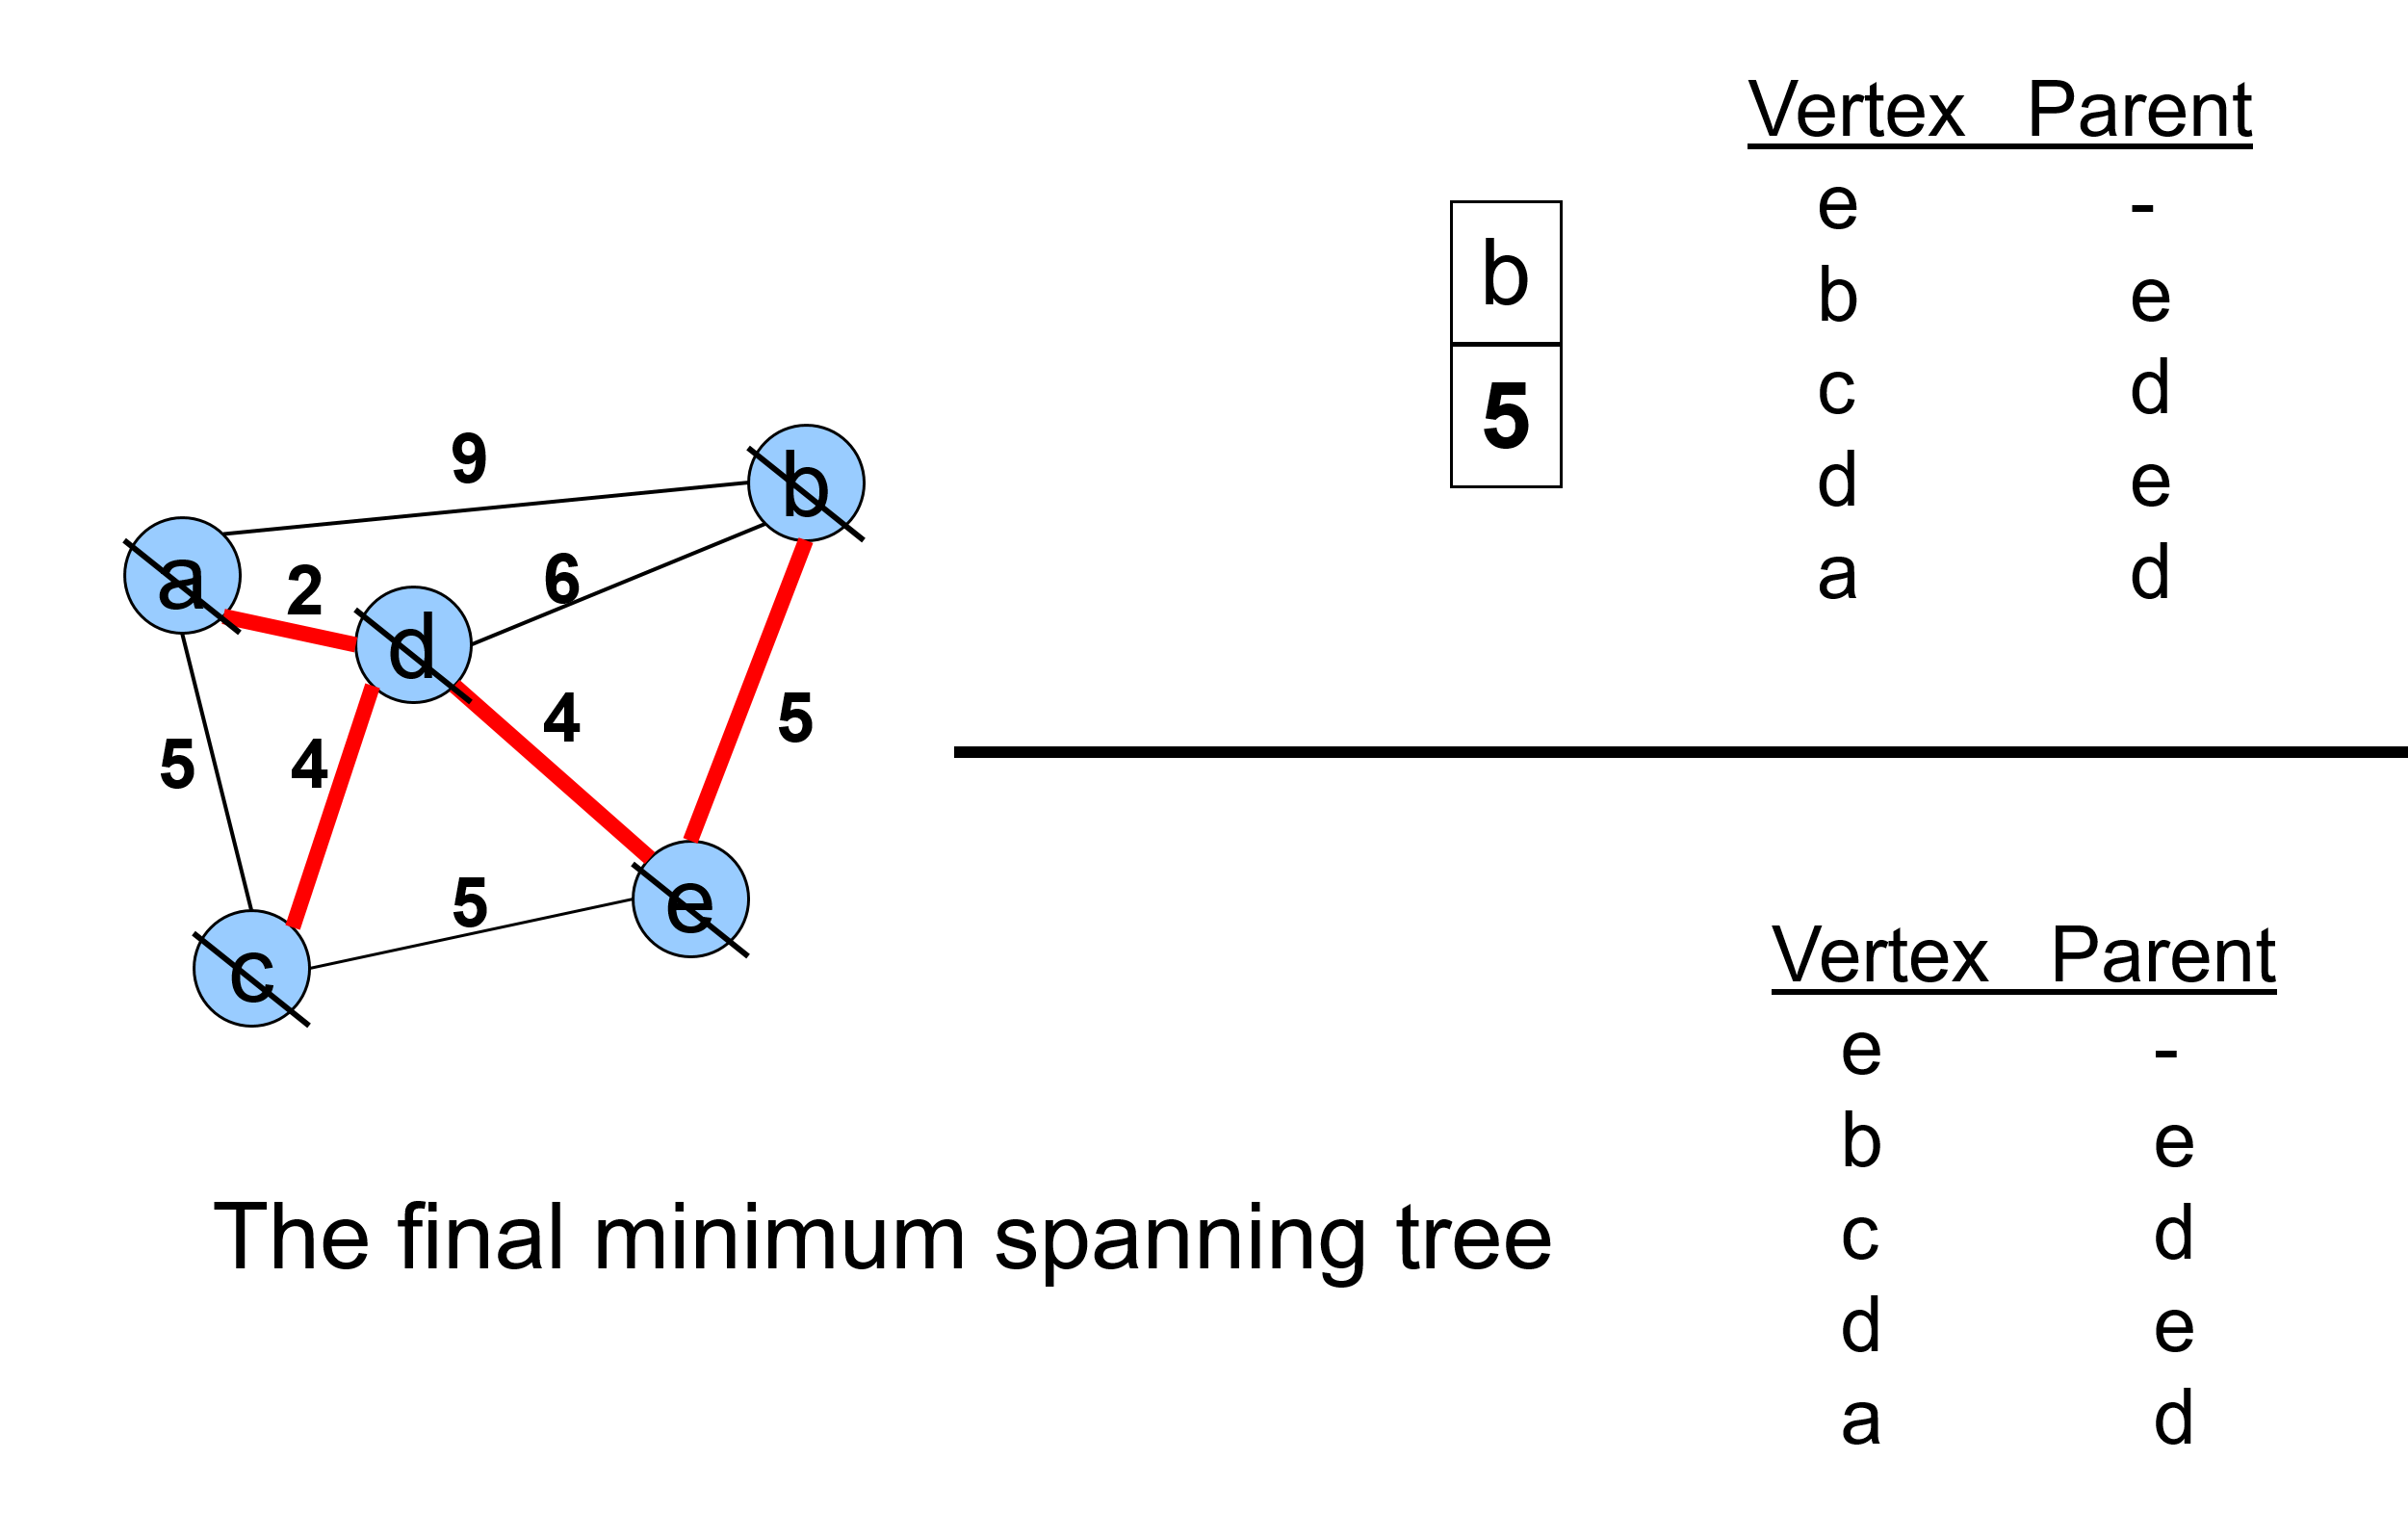 Vertex Parent
e -
b e
c d
d e
a d
b
5
9
b
a
2
6
d
5
4
4
5
5
e
c
Vertex Parent
e -
b e
c d
d e
a d
The final minimum spanning tree